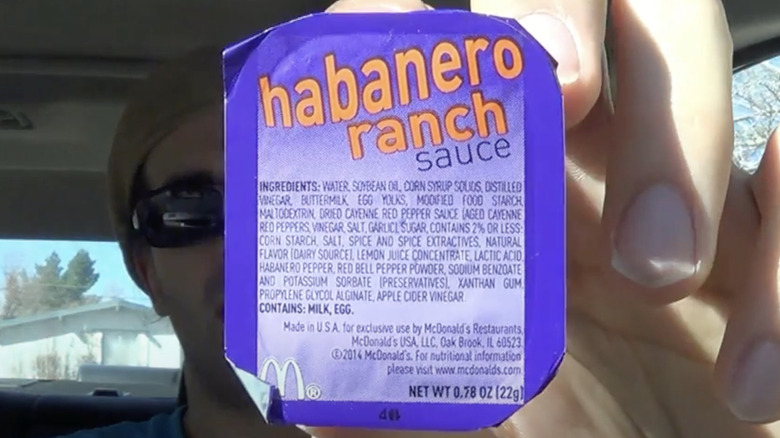 habanero
ranch
sauce
INGREDIENTS: WATER, SOYBEAN OIL, CORN SYRUP SOLIDS, DISTILLED
VINEGAR, BUTTERMILK, EGG YOLKS, MODIFIED FOOD STARCH,
MALTODEXTRIN, DRIED CAYENNE RED PEPPER SAUCE (AGED CAYENNE
RED PEPPERS, VINEGAR, SALT, GARLIC), SUGAR, CONTAINS 2% OR LESS:
CORN STARCH, SALT, SPICE AND SPICE EXTRACTIVES, NATURAL
FLAVOR (DAIRY SOURCE), LEMON JUICE CONCENTRATE, LACTIC ACID,
HABANERO PEPPER, RED BELL PEPPER POWDER, SODIUM BENZOATE
AND POTASSIUM SORBATE (PRESERVATIVES), XANTHAN GUM,
PROPYLENE GLYCOL ALGINATE, APPLE CIDER VINEGAR.
CONTAINS: MILK, EGG.
Made in U.S.A. for exclusive use by McDonald's Restaurants,
McDonald's USA, LLC, Oak Brook, IL 60523
©2014 McDonald's. For nutritional information
please visit www.mcdonalds.com
®
NET WT 0.78 OZ (22g)